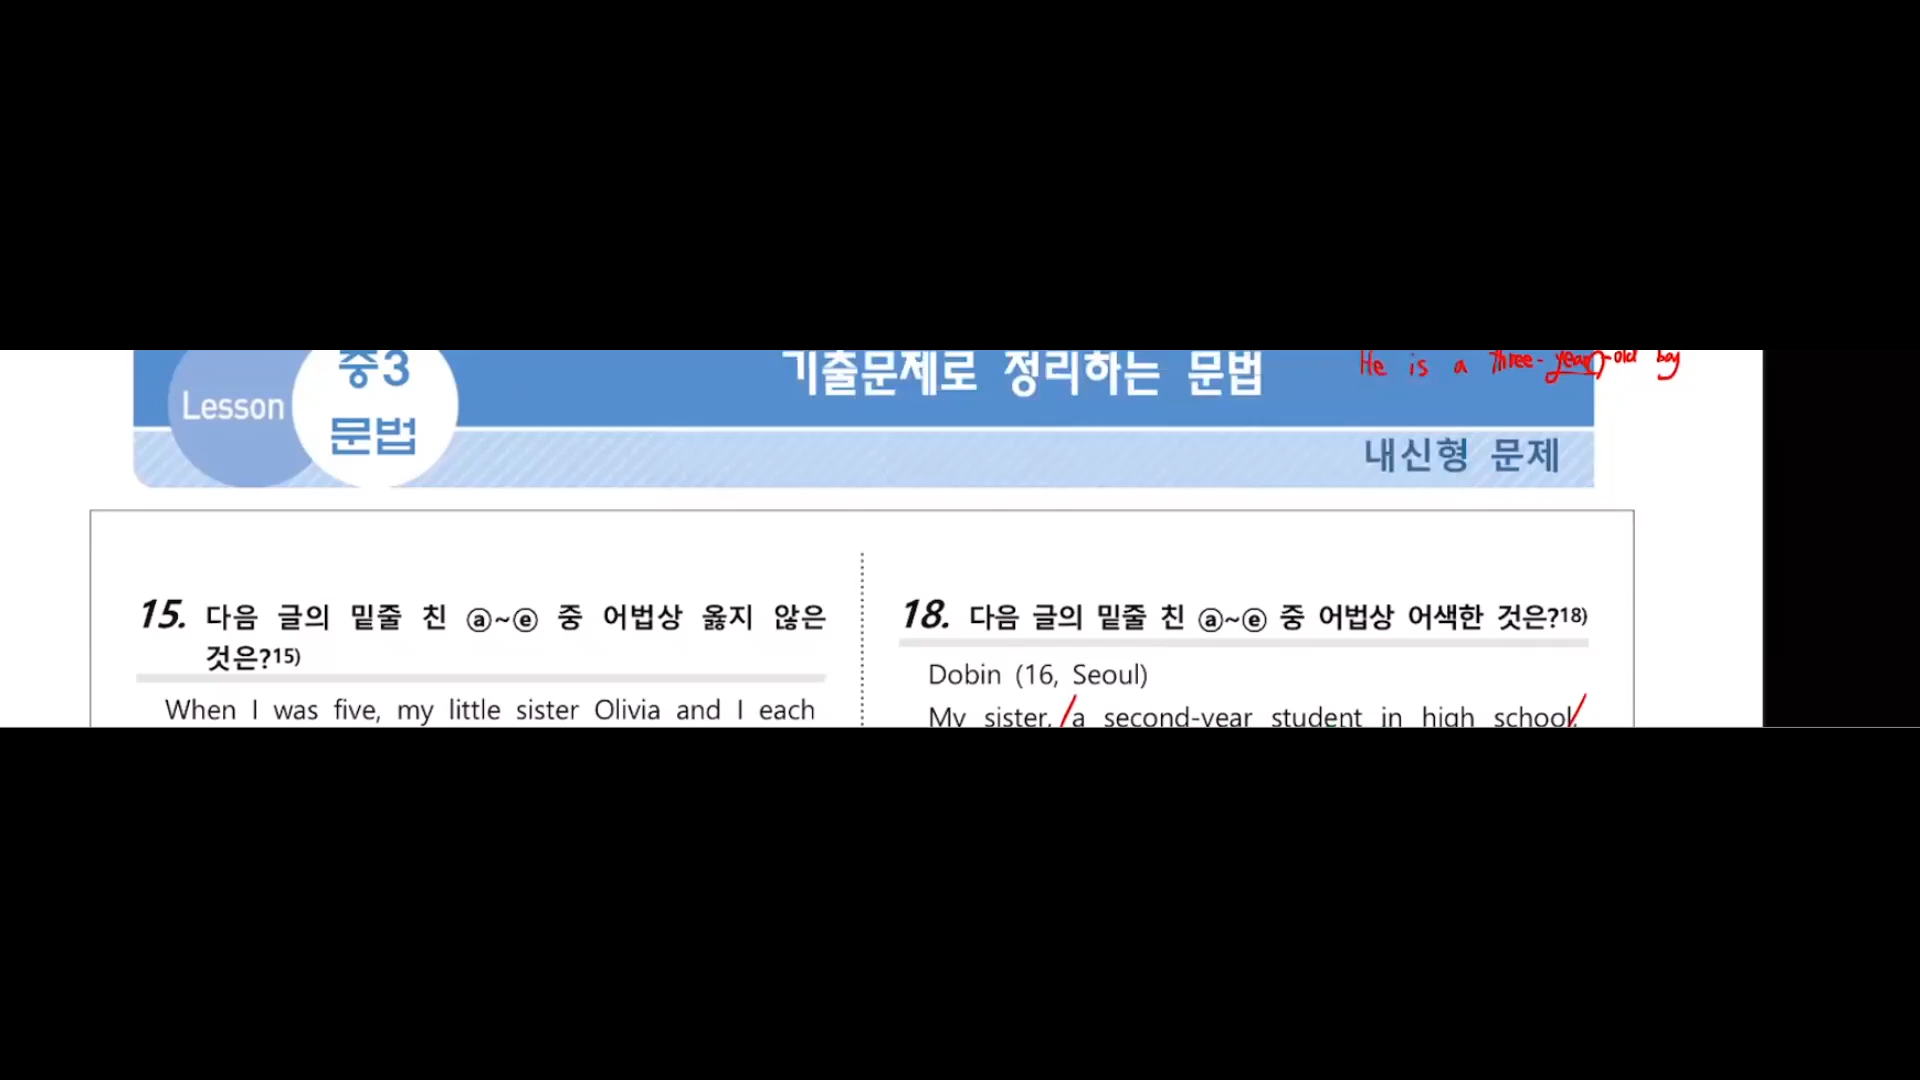 Lesson
중3
문법
기출문제로 정리하는 문법
He is a three-year-old boy
내신형 문제
15. 다음 글의 밑줄 친 ⓐ~ⓔ 중 어법상 옳지 않은
것은?15)
When I was five, my little sister Olivia and I each
18. 다음 글의 밑줄 친 ⓐ~ⓔ 중 어법상 어색한 것은?18)
Dobin (16, Seoul)
My sister, a second-year student in high school,